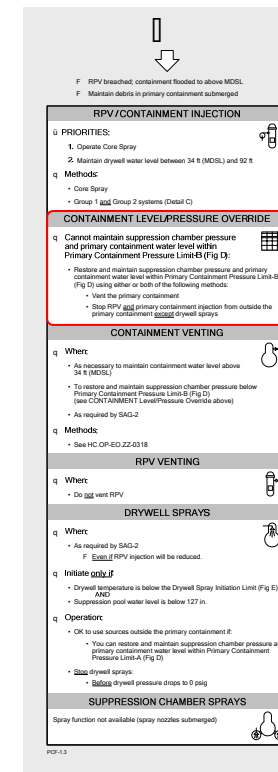 F RPV breached; containment flooded to above MDSL
F Maintain debris in primary containment submerged
RPV/CONTAINMENT INJECTION
ü PRIORITIES:
1. Operate Core Spray
2. Maintain drywell water level between 34 ft (MDSL) and 92 ft
q Methods:
• Core Spray
• Group 1 and Group 2 systems (Detail C)
CONTAINMENT LEVEL/PRESSURE OVERRIDE
q Cannot maintain suppression chamber pressure
and primary containment water level within
Primary Containment Pressure Limit-B (Fig D):
• Restore and maintain suppression chamber pressure and primary
containment water level within Primary Containment Pressure Limit-B
(Fig D) using either or both of the following methods:
• Vent the primary containment
• Stop RPV and primary containment injection from outside the
primary containment except drywell sprays
CONTAINMENT VENTING
q When:
• As necessary to maintain containment water level above
34 ft (MDSL)
• To restore and maintain suppression chamber pressure below
Primary Containment Pressure Limit-B (Fig D)
(see CONTAINMENT Level/Pressure Override above)
• As required by SAG-2
q Methods:
• See HC.OP-EO.ZZ-0318
RPV VENTING
q When:
• Do not vent RPV
DRYWELL SPRAYS
q When:
• As required by SAG-2
F Even if RPV injection will be reduced.
q Initiate only if:
• Drywell temperature is below the Drywell Spray Initiation Limit (Fig E)
AND
• Suppression pool water level is below 127 in.
q Operation:
• OK to use sources outside the primary containment if:
• You can restore and maintain suppression chamber pressure a
primary containment water level within Primary Containment
Pressure Limit-A (Fig D)
• Stop drywell sprays:
• Before drywell pressure drops to 0 psig
SUPPRESSION CHAMBER SPRAYS
Spray function not available (spray nozzles submerged)
PCF-1.3